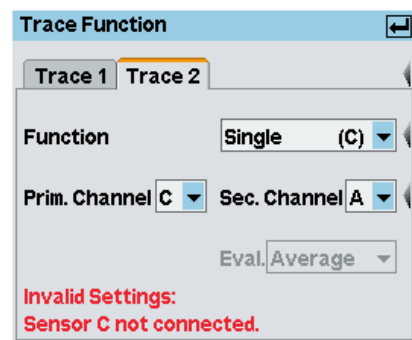 Trace Function
Trace 1 Trace 2
Function Single (C)
Prim. Channel C Sec. Channel A
Eval. Average
Invalid Settings:
Sensor C not connected.